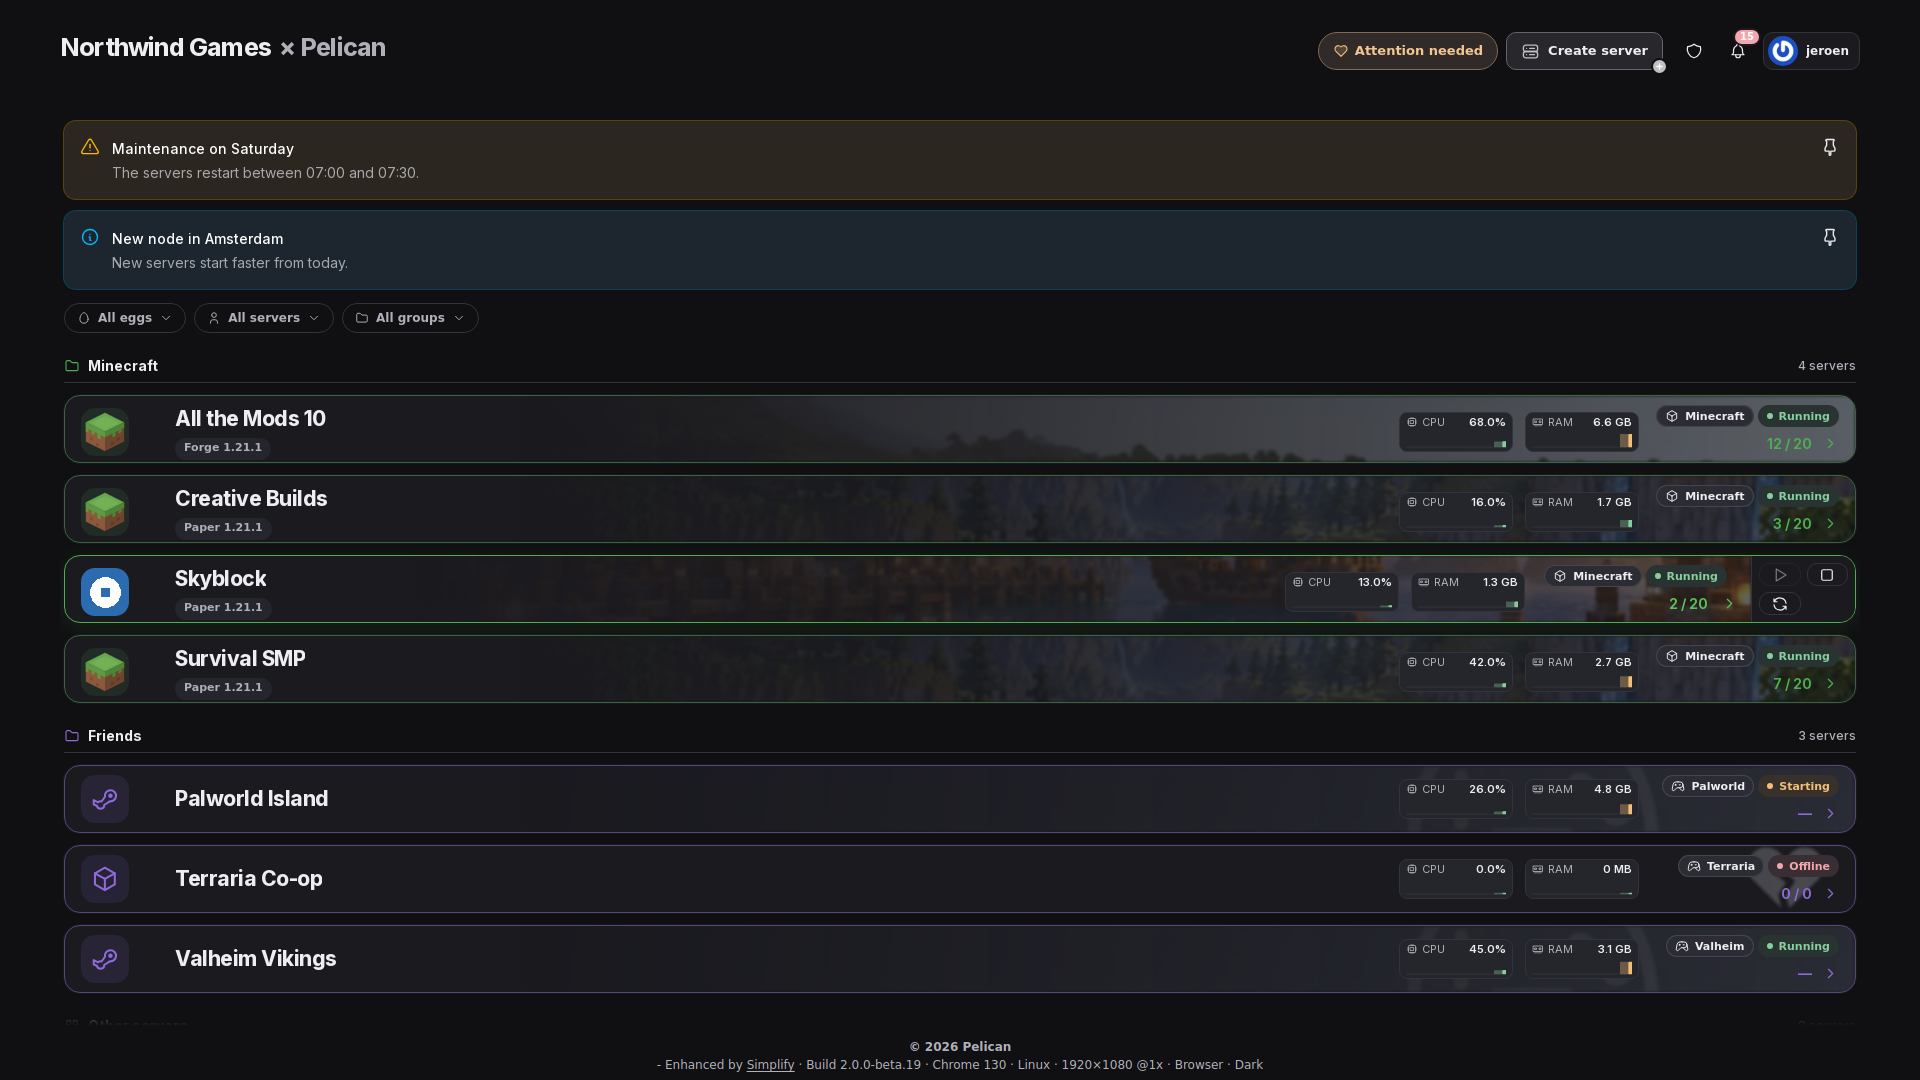 Northwind Games × Pelican
Attention needed
Create server
15
jeroen
Maintenance on Saturday
The servers restart between 07:00 and 07:30.
New node in Amsterdam
New servers start faster from today.
All eggs
All servers
All groups
Minecraft
4 servers
All the Mods 10
Forge 1.21.1
CPU 68.0%
RAM 6.6 GB
Minecraft
Running
12 / 20
Creative Builds
Paper 1.21.1
CPU 16.0%
RAM 1.7 GB
Minecraft
Running
3 / 20
Skyblock
Paper 1.21.1
CPU 13.0%
RAM 1.3 GB
Minecraft
Running
2 / 20
Survival SMP
Paper 1.21.1
CPU 42.0%
RAM 2.7 GB
Minecraft
Running
7 / 20
Friends
3 servers
Palworld Island
CPU 26.0%
RAM 4.8 GB
Palworld
Starting
—
Terraria Co-op
CPU 0.0%
RAM 0 MB
Terraria
Offline
0 / 0
Valheim Vikings
CPU 45.0%
RAM 3.1 GB
Valheim
Running
—
Other servers
© 2026 Pelican
- Enhanced by Simplify · Build 2.0.0-beta.19 · Chrome 130 · Linux · 1920×1080 @1x · Browser · Dark